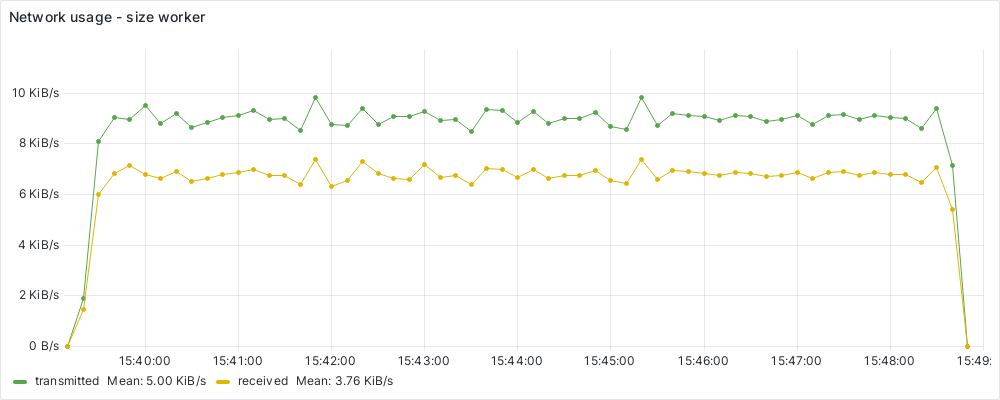 Network usage - size worker
10 KiB/s
8 KiB/s
6 KiB/s
4 KiB/s
2 KiB/s
0 B/s
15:40:00 15:41:00 15:42:00 15:43:00 15:44:00 15:45:00 15:46:00 15:47:00 15:48:00 15:49:
transmitted Mean: 5.00 KiB/s received Mean: 3.76 KiB/s